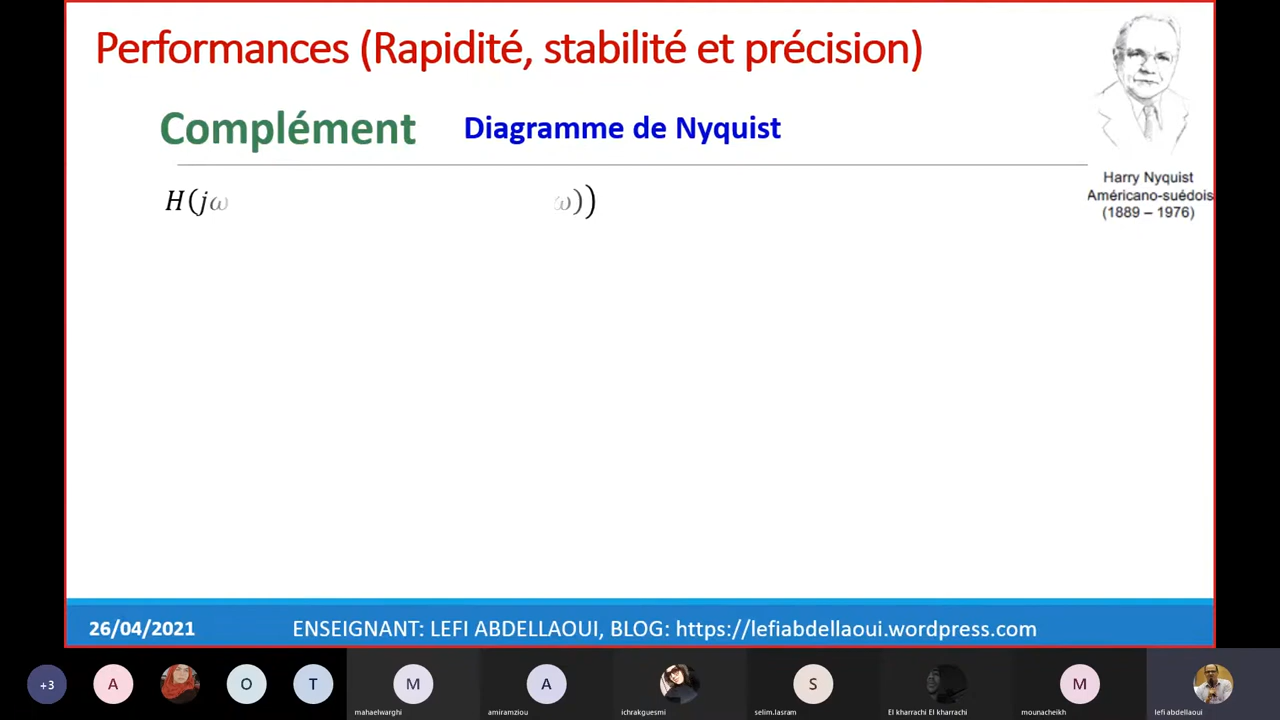 Performances (Rapidité, stabilité et précision)
Complément
Diagramme de Nyquist
H(jω
ω))
Harry Nyquist
Américano-suédois
(1889 – 1976)
26/04/2021
ENSEIGNANT: LEFI ABDELLAOUI, BLOG: https://lefiabdellaoui.wordpress.com
+3
A
O
T
M
A
S
M
mahaelwarghi
amiramziou
ichrakguesmi
selim.lasram
El kharrachi El kharrachi
mounacheikh
lefi abdellaoui